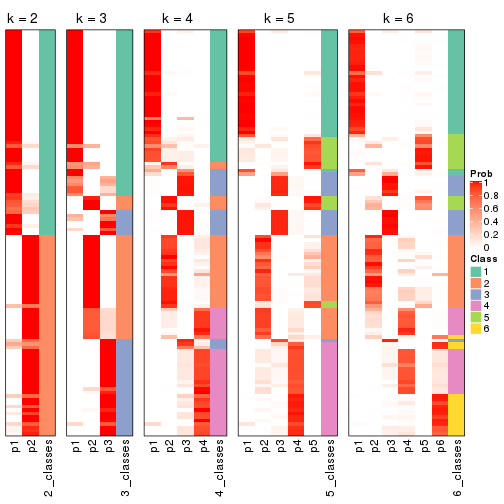 k = 2
k = 3
k = 4
k = 5
k = 6
p1
p2
2_classes
p1
p2
p3
3_classes
p1
p2
p3
p4
4_classes
p1
p2
p3
p4
p5
5_classes
p1
p2
p3
p4
p5
p6
6_classes
Prob
1
0.8
0.6
0.4
0.2
0
Class
1
2
3
4
5
6